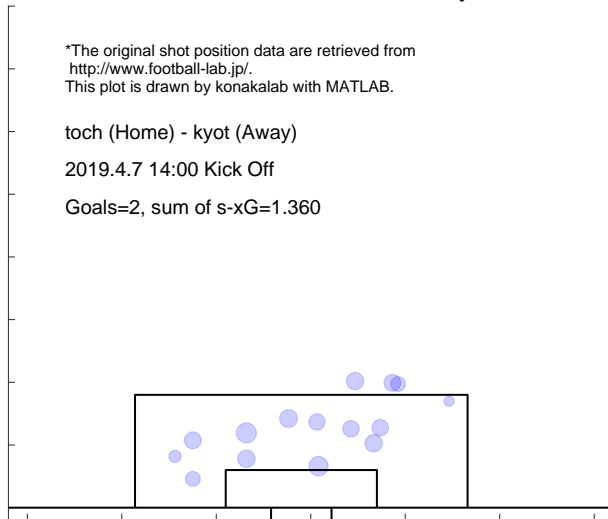 *The original shot position data are retrieved from
http://www.football-lab.jp/.
This plot is drawn by konakalab with MATLAB.
toch (Home) - kyot (Away)
2019.4.7 14:00 Kick Off
Goals=2, sum of s-xG=1.360